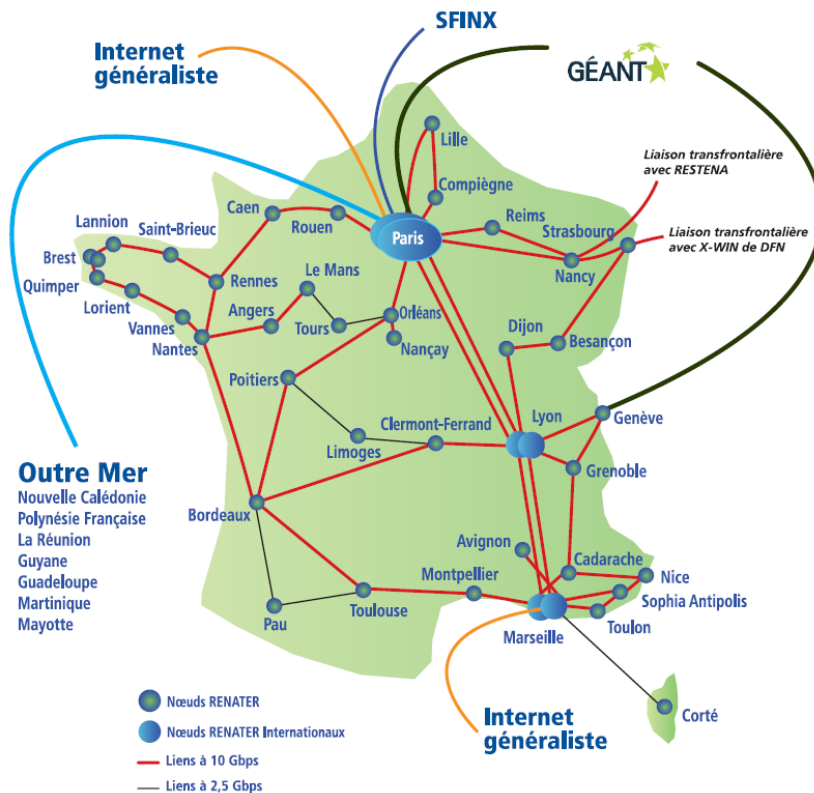 SFINX
Internet
généraliste
GÉANT
Lille
Liaison transfrontalière
avec RESTENA
Compiègne
Caen
Rouen
Paris
Reims
Strasbourg
Liaison transfrontalière
avec X-WIN de DFN
Nancy
Lannion
Saint-Brieuc
Brest
Quimper
Rennes
Le Mans
Lorient
Angers
Tours
Orléans
Vannes
Nantes
Nançay
Dijon
Besançon
Poitiers
Clermont-Ferrand
Lyon
Genève
Limoges
Grenoble
Outre Mer
Nouvelle Calédonie
Polynésie Française
La Réunion
Guyane
Guadeloupe
Martinique
Mayotte
Bordeaux
Avignon
Cadarache
Nice
Montpellier
Sophia Antipolis
Pau
Toulouse
Toulon
Marseille
Internet
généraliste
Corté
Nœuds RENATER
Nœuds RENATER Internationaux
Liens à 10 Gbps
Liens à 2,5 Gbps